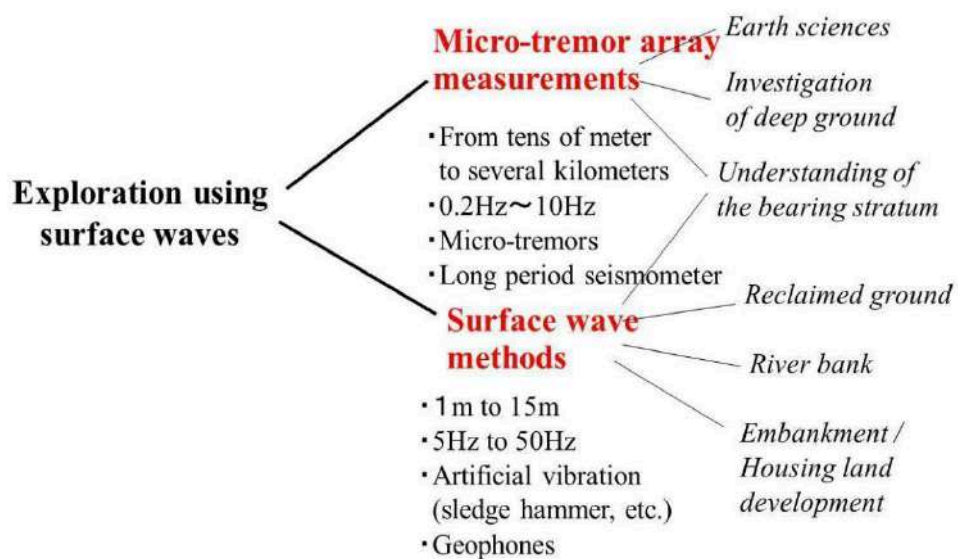 Exploration using
surface waves
Micro-tremor array
measurements
・From tens of meter
to several kilometers
・0.2Hz～10Hz
・Micro-tremors
・Long period seismometer
Surface wave
methods
・1m to 15m
・5Hz to 50Hz
・Artificial vibration
(sledge hammer, etc.)
・Geophones
Earth sciences
Investigation
of deep ground
Understanding of
the bearing stratum
Reclaimed ground
River bank
Embankment /
Housing land
development